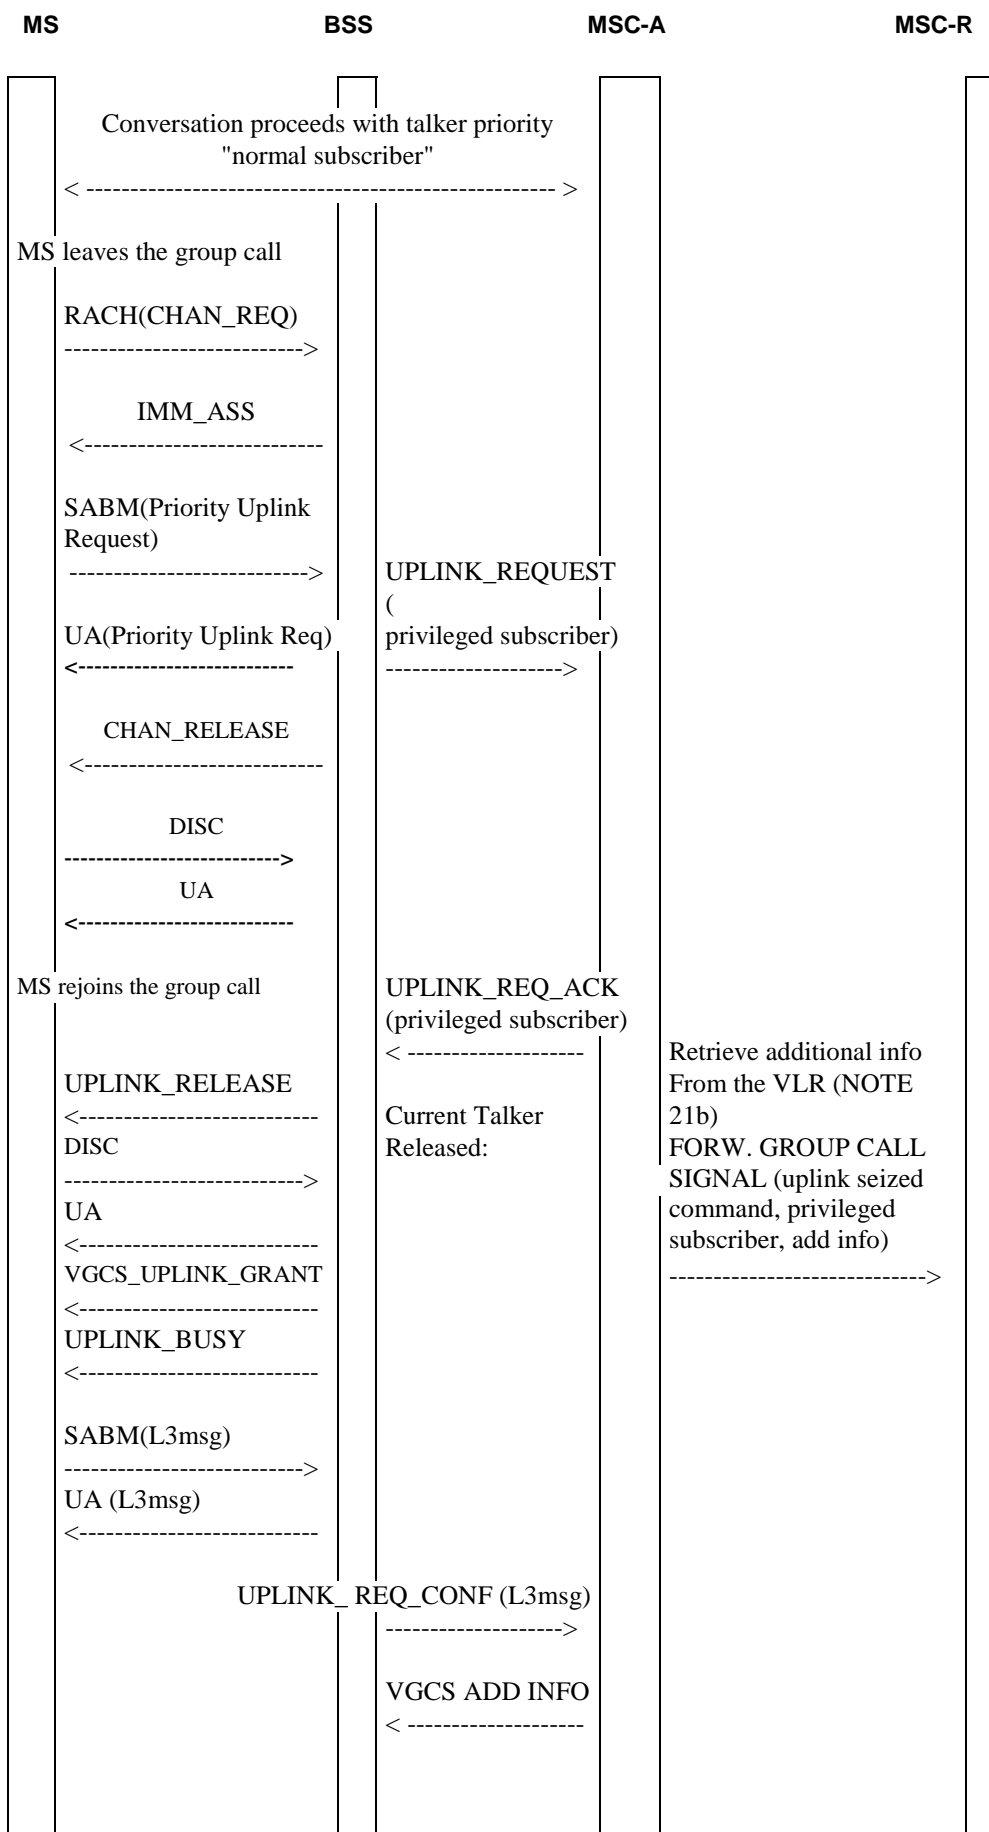 MS BSS MSC-A MSC-R
Conversation proceeds with talker priority
"normal subscriber"
< ----------------------------------------------------- >
MS leaves the group call
RACH(CHAN_REQ)
--------------------------->
IMM_ASS
<---------------------------
SABM(Priority Uplink
Request)
--------------------------->
UPLINK_REQUEST
(
privileged subscriber)
-------------------->
UA(Priority Uplink Req)
<---------------------------
CHAN_RELEASE
<---------------------------
DISC
--------------------------->
UA
<---------------------------
MS rejoins the group call
UPLINK_REQ_ACK
(privileged subscriber)
< --------------------
Retrieve additional info
From the VLR (NOTE
21b)
FORW. GROUP CALL
SIGNAL (uplink seized
command, privileged
subscriber, add info)
----------------------------->
UPLINK_RELEASE
<---------------------------
Current Talker
Released:
DISC
--------------------------->
UA
<---------------------------
VGCS_UPLINK_GRANT
<---------------------------
UPLINK_BUSY
<---------------------------
SABM(L3msg)
--------------------------->
UA (L3msg)
<---------------------------
UPLINK_ REQ_CONF (L3msg)
-------------------->
VGCS ADD INFO
< --------------------